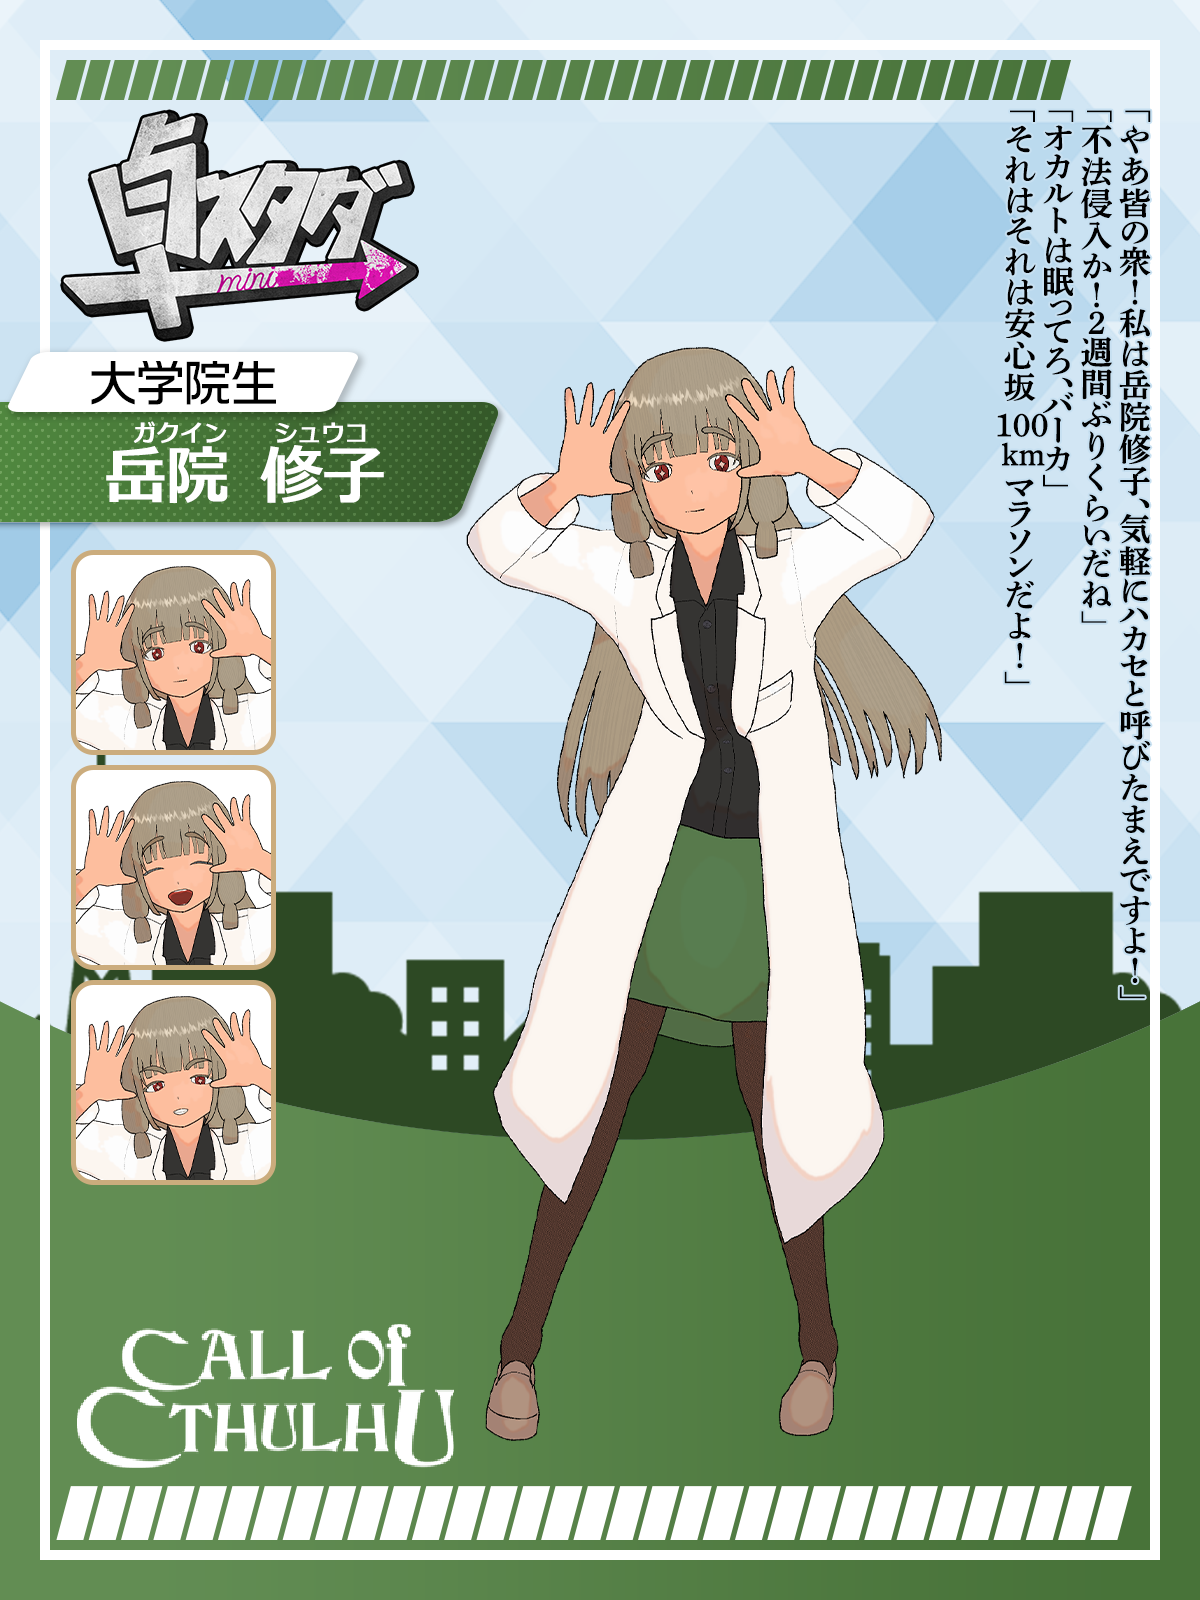 卓スタダ
mini
大学院生
ガクイン シュウコ
岳院 修子
「やあ皆の衆！私は岳院修子、気軽にハカセと呼びたまえですよ！』
「不法侵入か！２週間ぶりくらいだね」
「オカルトは眠ってろ、バーカ」
「それはそれは安心坂100kmマラソンだよ！」
CALL Of
CTHULHU